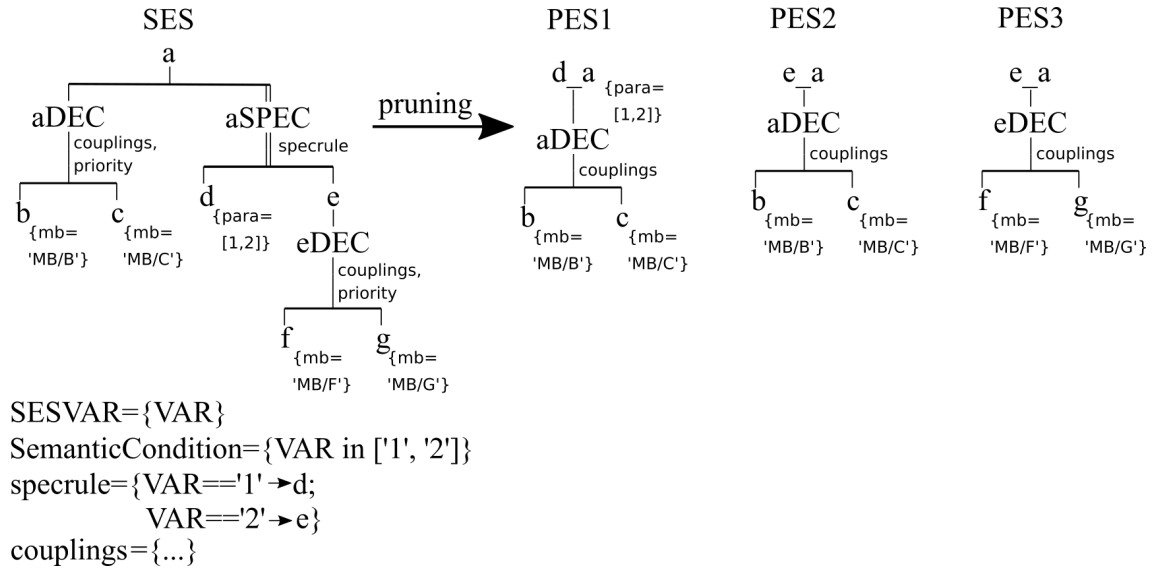 SES
PES1
PES2
PES3
a
aDEC
couplings,
priority
aSPEC
specrule
b
{mb=
'MB/B'}
c
{mb=
'MB/C'}
d
{para=
[1,2]}
e
eDEC
couplings,
priority
f
{mb=
'MB/F'}
g
{mb=
'MB/G'}
pruning
d_a
{para=
[1,2]}
aDEC
couplings
b
{mb=
'MB/B'}
c
{mb=
'MB/C'}
e_a
aDEC
couplings
b
{mb=
'MB/B'}
c
{mb=
'MB/C'}
e_a
eDEC
couplings
f
{mb=
'MB/F'}
g
{mb=
'MB/G'}
SESVAR={VAR}
SemanticCondition={VAR in ['1', '2']}
specrule={VAR=='1'→d;
VAR=='2'→e}
couplings={...}